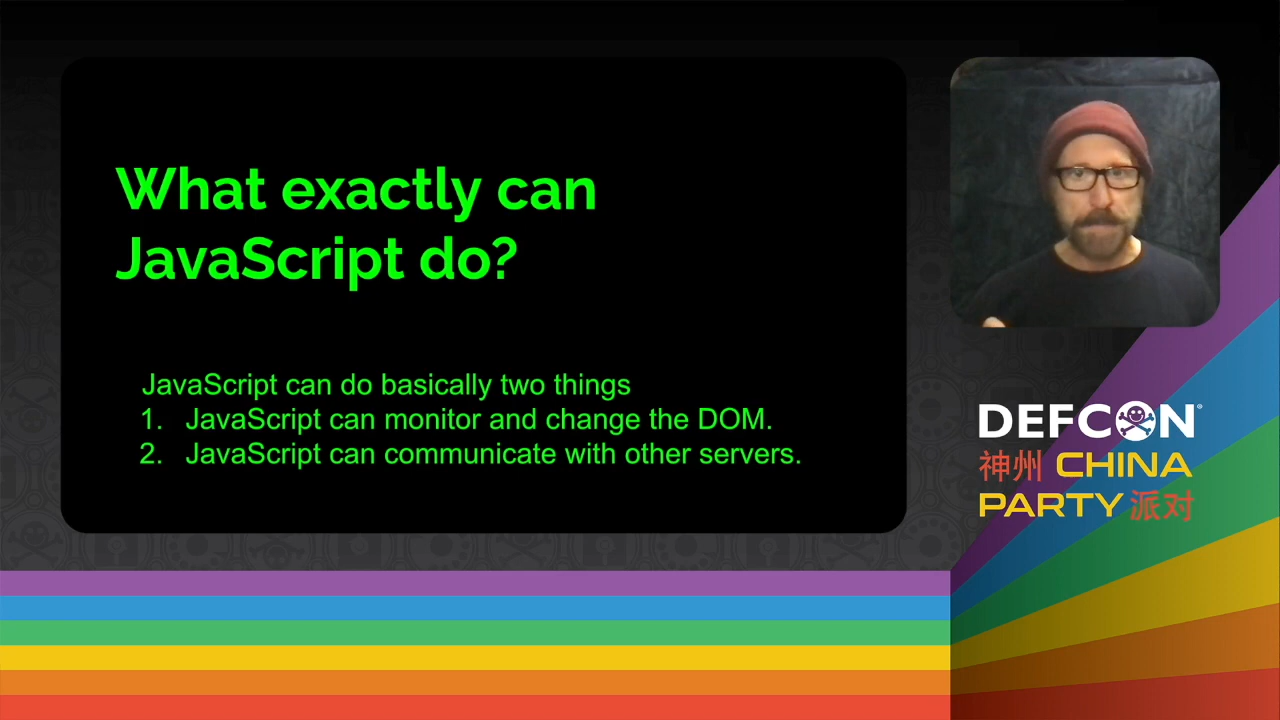 What exactly can
JavaScript do?
JavaScript can do basically two things
1. JavaScript can monitor and change the DOM.
2. JavaScript can communicate with other servers.
DEFCON®
神州 CHINA
PARTY 派对